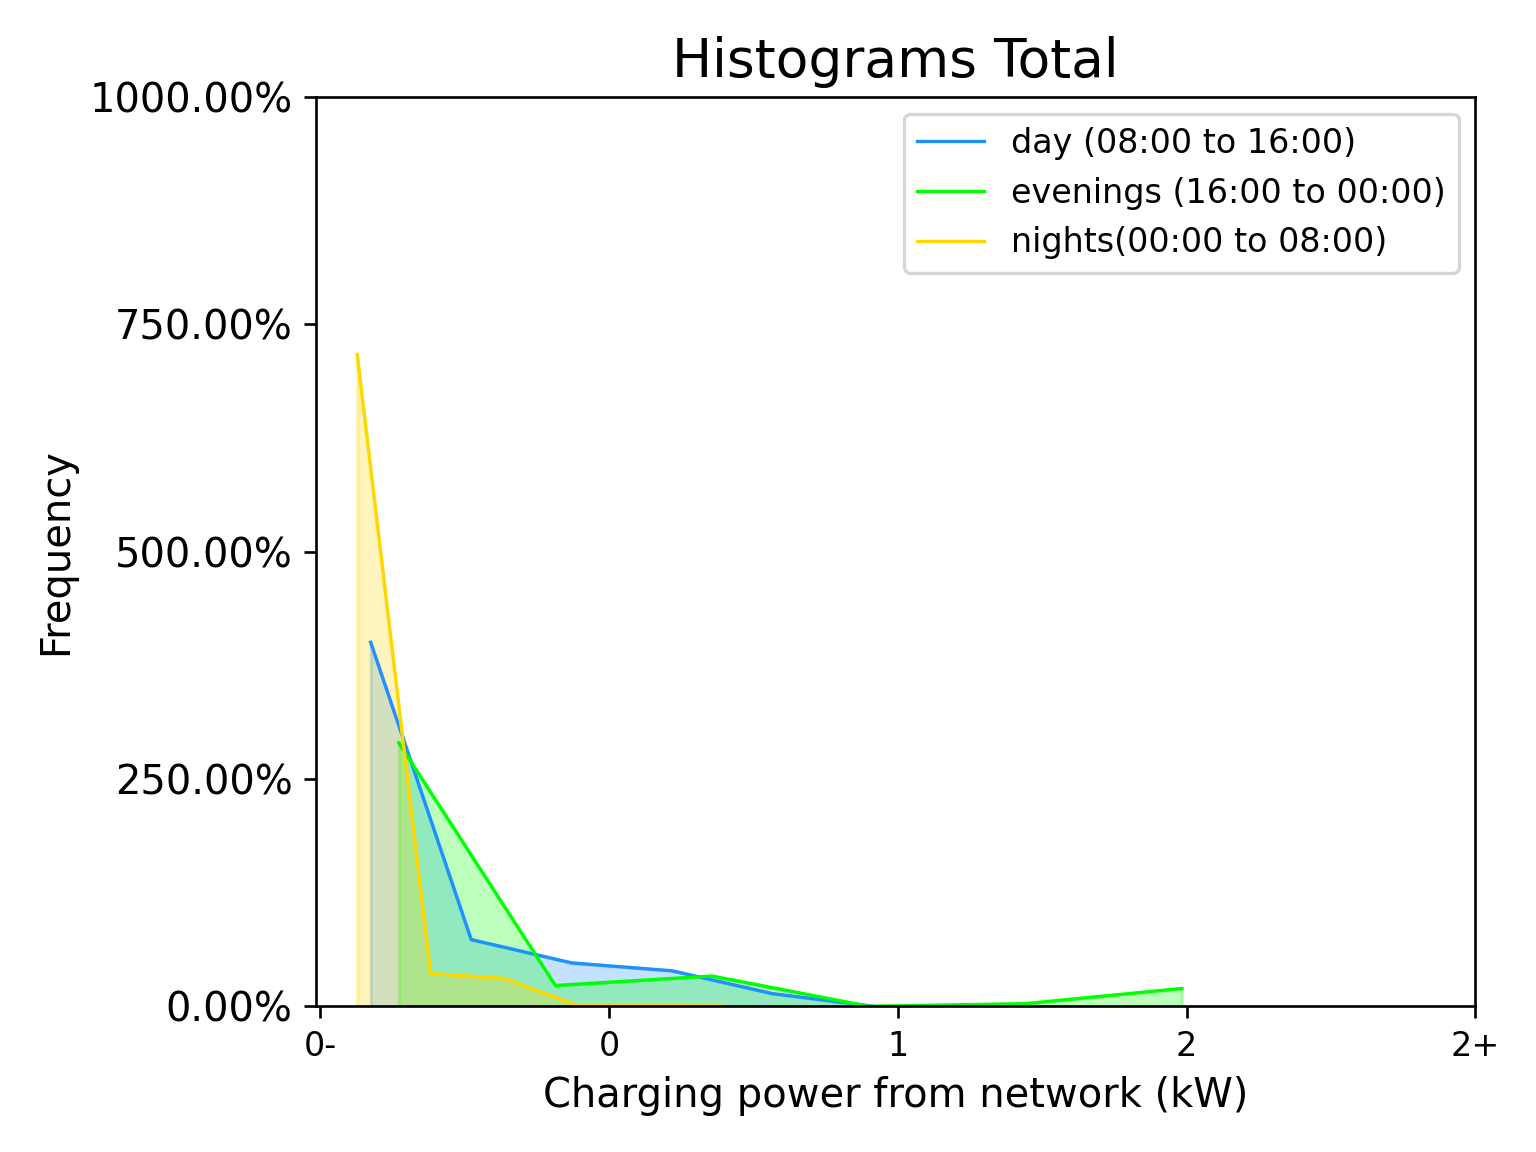 Histograms Total
1000.00%
750.00%
500.00%
250.00%
0.00%
Frequency
day (08:00 to 16:00)
evenings (16:00 to 00:00)
nights(00:00 to 08:00)
0-
0
1
2
2+
Charging power from network (kW)